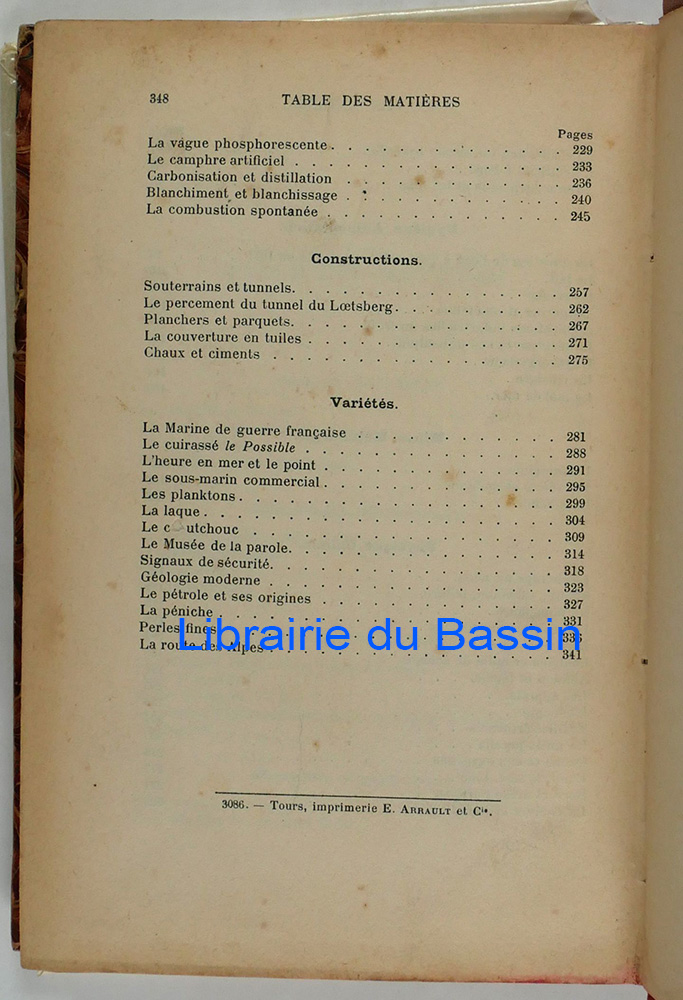 348 TABLE DES MATIÈRES
Pages
La vague phosphorescente. . . . . . . . . . . . . . . 229
Le camphre artificiel . . . . . . . . . . . . . . . . . 233
Carbonisation et distillation . . . . . . . . . . . . . 236
Blanchiment et blanchissage . . . . . . . . . . . . . 240
La combustion spontanée . . . . . . . . . . . . . . 245
Constructions.
Souterrains et tunnels. . . . . . . . . . . . . . . . . 257
Le percement du tunnel du Lœtsberg. . . . . . . . . . 262
Planchers et parquets. . . . . . . . . . . . . . . . . 267
La couverture en tuiles . . . . . . . . . . . . . . . . 271
Chaux et ciments . . . . . . . . . . . . . . . . . . 275
Variétés.
La Marine de guerre française . . . . . . . . . . . . 281
Le cuirassé le Possible . . . . . . . . . . . . . . . . 288
L'heure en mer et le point . . . . . . . . . . . . . . 291
Le sous-marin commercial. . . . . . . . . . . . . . . 295
Les planktons. . . . . . . . . . . . . . . . . . . . 299
La laque. . . . . . . . . . . . . . . . . . . . . . 304
Le c utchouc . . . . . . . . . . . . . . . . . . . 309
Le Musée de la parole. . . . . . . . . . . . . . . . . 314
Signaux de sécurité. . . . . . . . . . . . . . . . . . 318
Géologie moderne . . . . . . . . . . . . . . . . . . 323
Le pétrole et ses origines . . . . . . . . . . . . . . 327
La péniche . . . . . . . . . . . . . . . . . . . . . 331
Perles fines
Librairie du Bassin
La route des Alpes . . . . . . . . . . . . . . . . . 341
3086. — Tours, imprimerie E. ARRAULT et Cie.